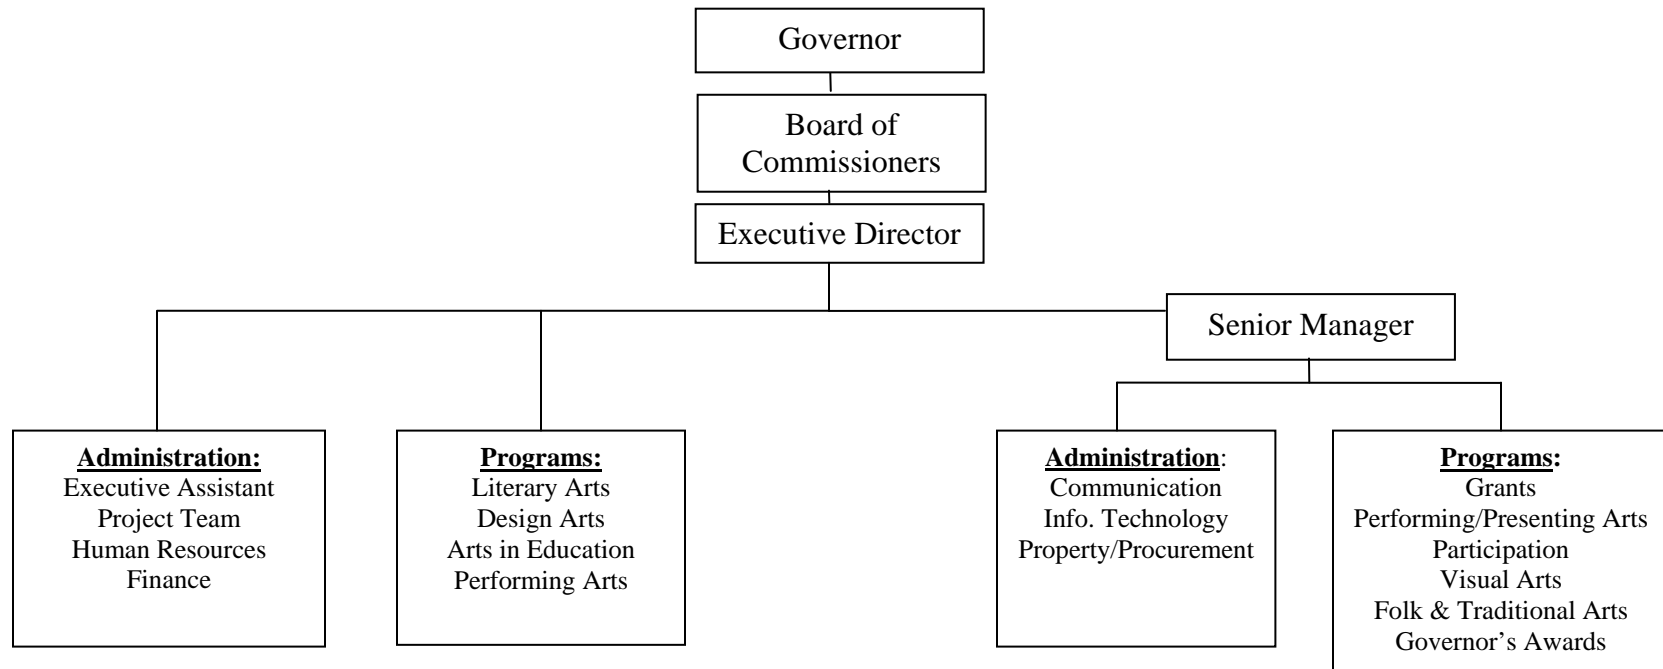 Governor
Board of
Commissioners
Executive Director
Senior Manager
Administration:
Executive Assistant
Project Team
Human Resources
Finance
Programs:
Literary Arts
Design Arts
Arts in Education
Performing Arts
Administration:
Communication
Info. Technology
Property/Procurement
Programs:
Grants
Performing/Presenting Arts
Participation
Visual Arts
Folk & Traditional Arts
Governor’s Awards